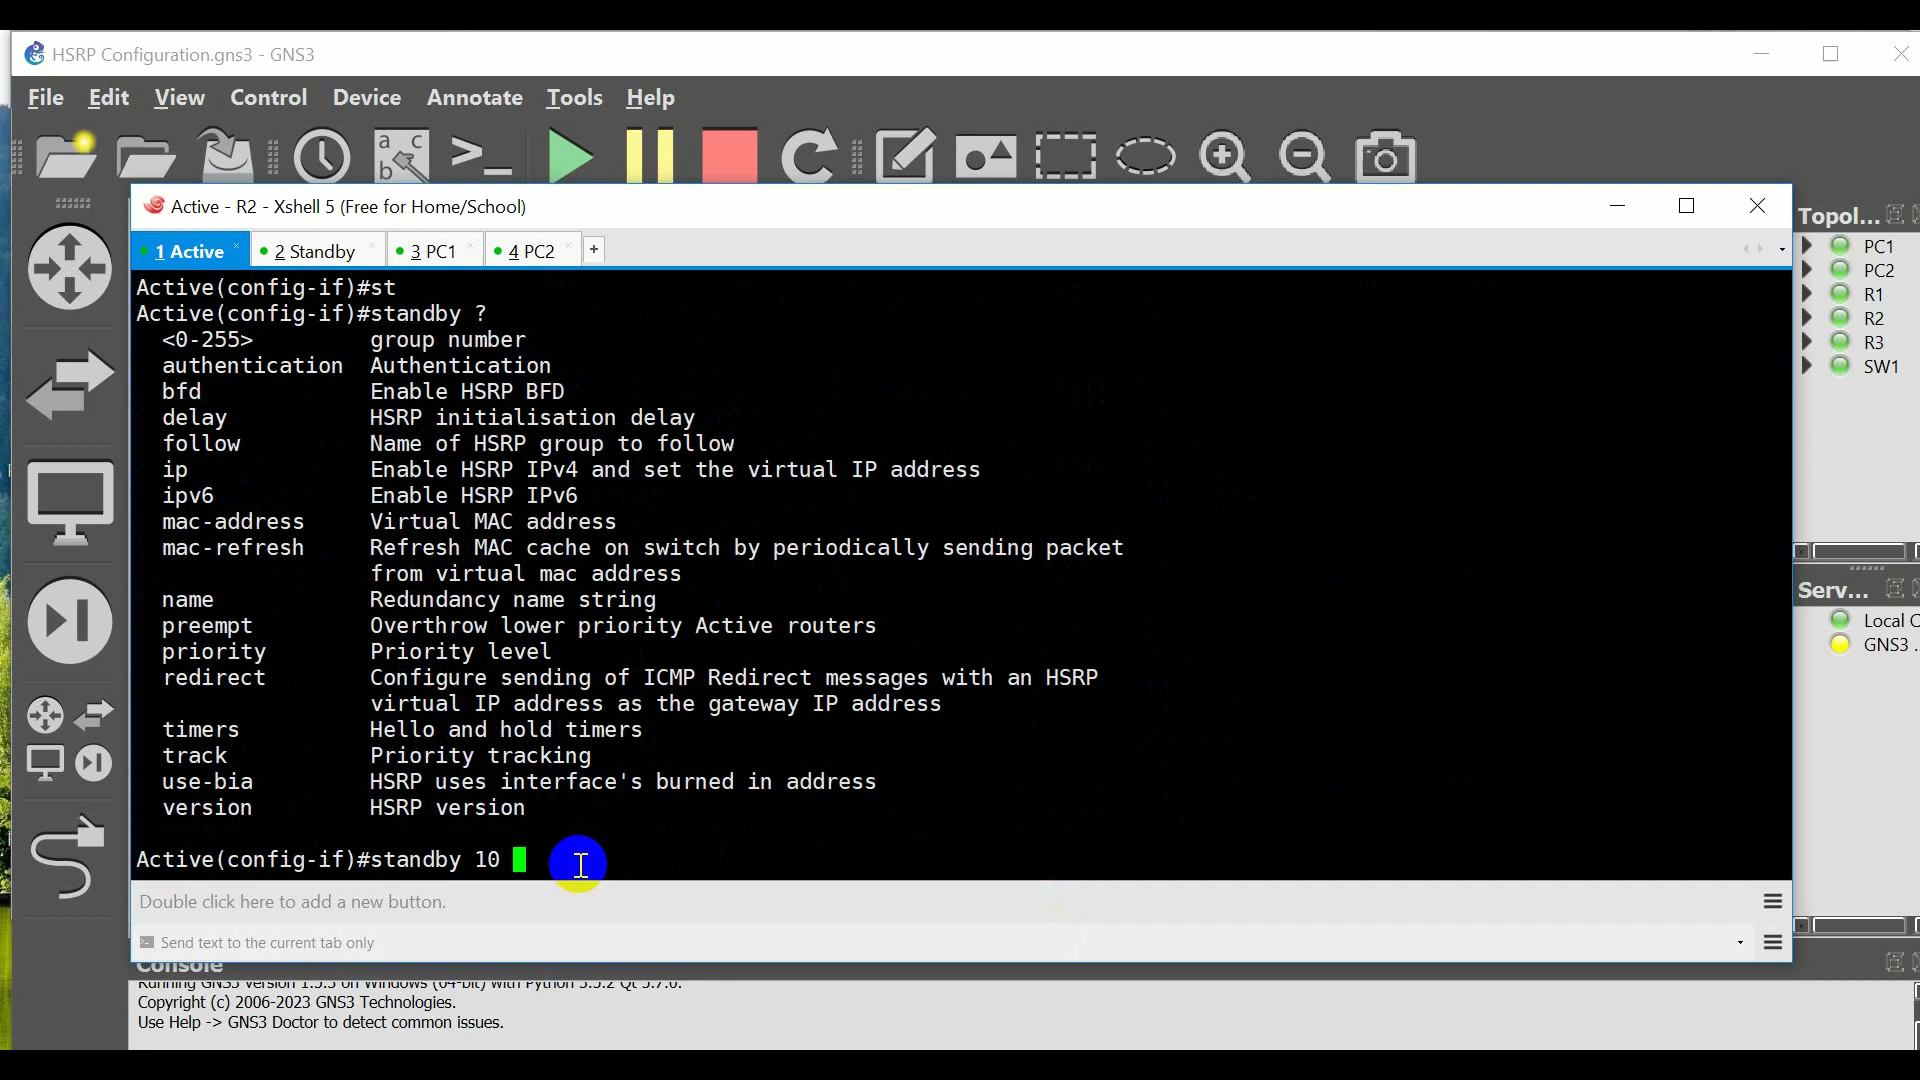 HSRP Configuration.gns3 - GNS3
File Edit View Control Device Annotate Tools Help
a c
b
>_
Active - R2 - Xshell 5 (Free for Home/School)
1 Active 2 Standby 3 PC1 4 PC2 +
Active(config-if)#st
Active(config-if)#standby ?
<0-255> group number
authentication Authentication
bfd Enable HSRP BFD
delay HSRP initialisation delay
follow Name of HSRP group to follow
ip Enable HSRP IPv4 and set the virtual IP address
ipv6 Enable HSRP IPv6
mac-address Virtual MAC address
mac-refresh Refresh MAC cache on switch by periodically sending packet
from virtual mac address
name Redundancy name string
preempt Overthrow lower priority Active routers
priority Priority level
redirect Configure sending of ICMP Redirect messages with an HSRP
virtual IP address as the gateway IP address
timers Hello and hold timers
track Priority tracking
use-bia HSRP uses interface's burned in address
version HSRP version
Active(config-if)#standby 10
Double click here to add a new button.
Send text to the current tab only
Topol...
PC1
PC2
R1
R2
R3
SW1
Serv...
Local
GNS3 .
Console
Running GNS3 version 1.5.3 on Windows (64-bit) with Python 3.5.2 Qt 5.7.0.
Copyright (c) 2006-2023 GNS3 Technologies.
Use Help -> GNS3 Doctor to detect common issues.